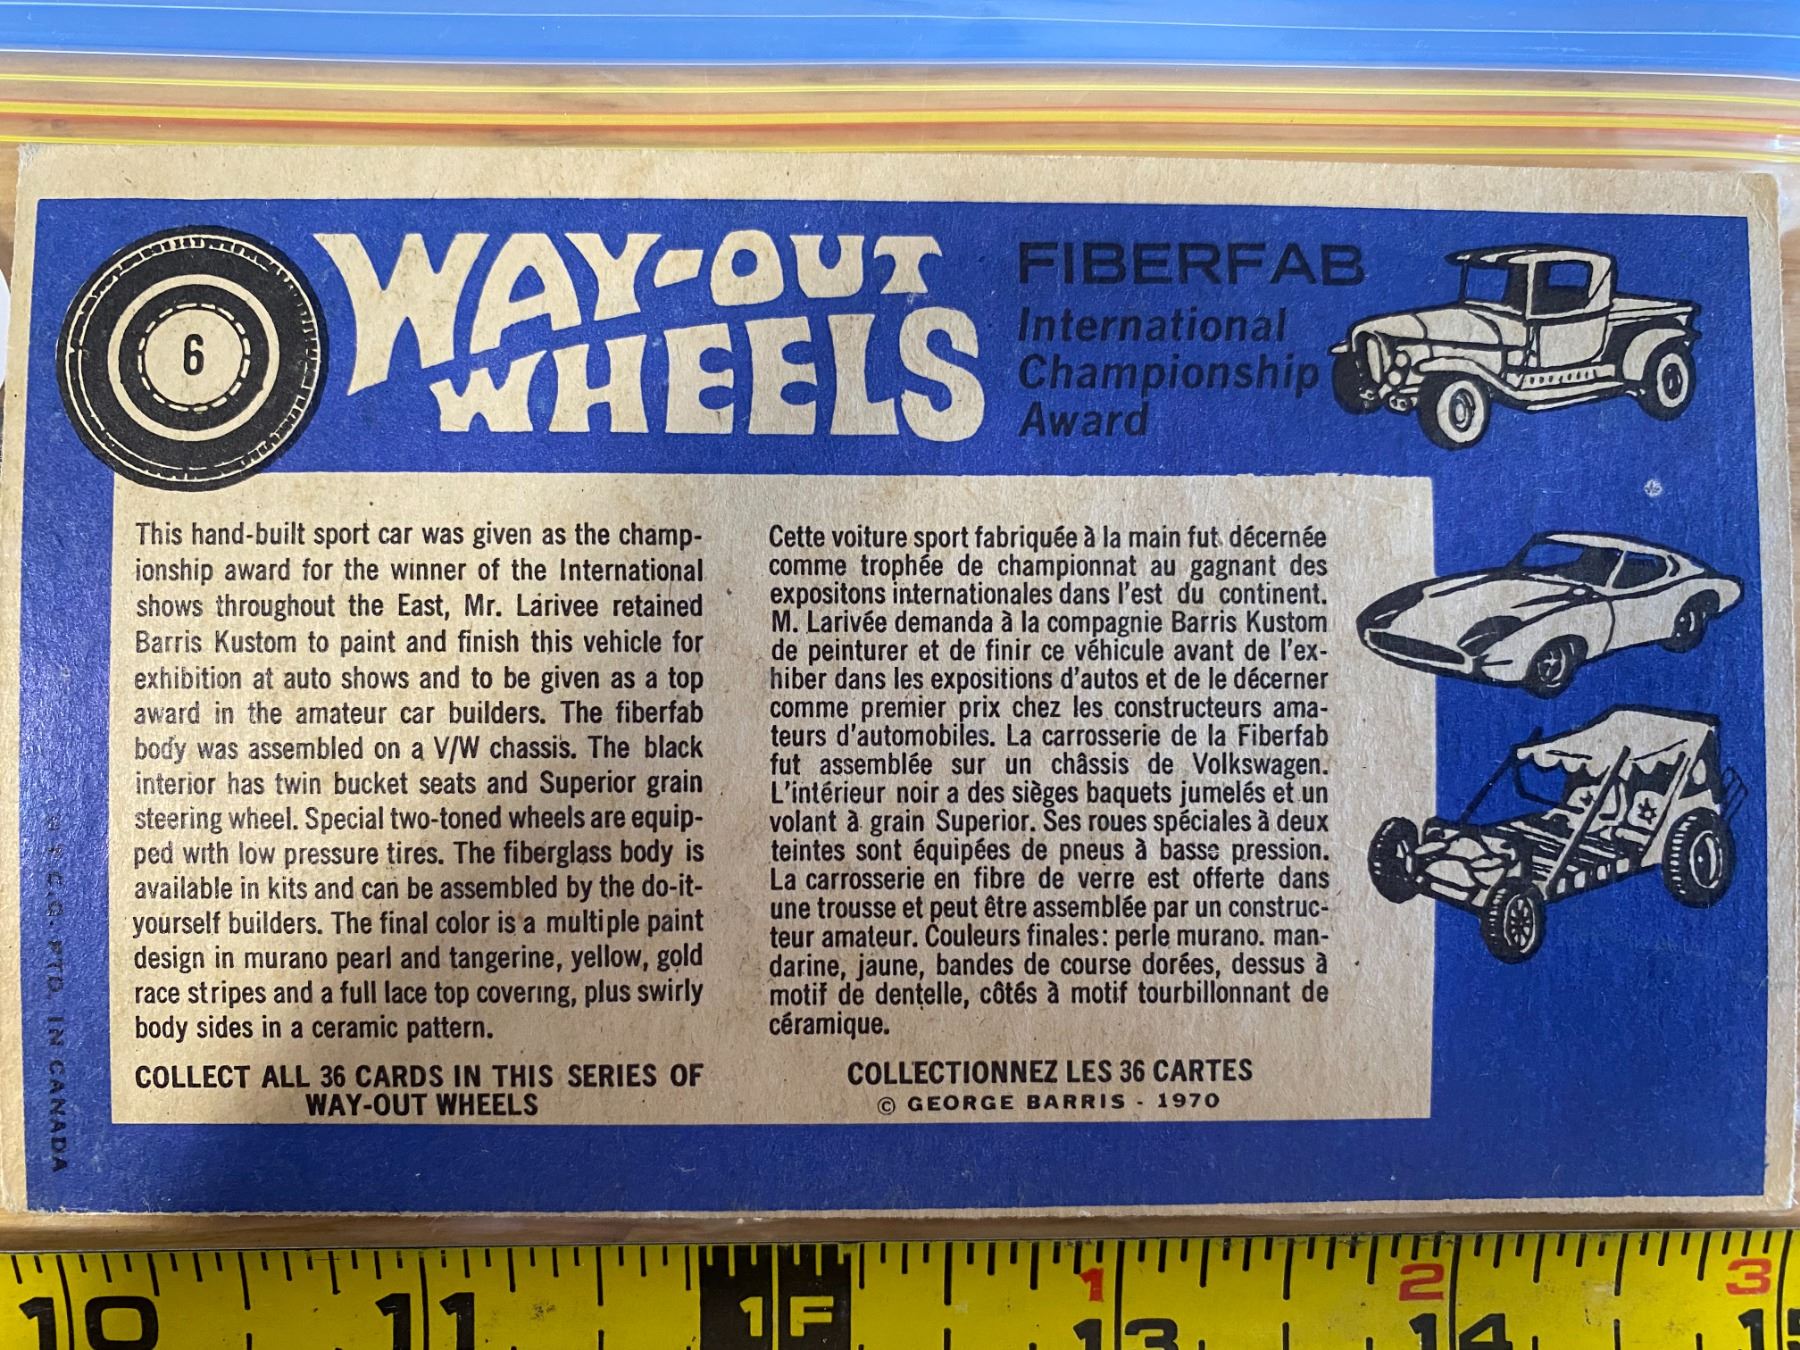 6
WAY-OUT
WHEELS
FIBERFAB
International
Championship
Award
This hand-built sport car was given as the champ-
ionship award for the winner of the International
shows throughout the East, Mr. Larivee retained
Barris Kustom to paint and finish this vehicle for
exhibition at auto shows and to be given as a top
award in the amateur car builders. The fiberfab
body was assembled on a V/W chassis. The black
interior has twin bucket seats and Superior grain
steering wheel. Special two-toned wheels are equip-
ped with low pressure tires. The fiberglass body is
available in kits and can be assembled by the do-it-
yourself builders. The final color is a multiple paint
design in murano pearl and tangerine, yellow, gold
race stripes and a full lace top covering, plus swirly
body sides in a ceramic pattern.
COLLECT ALL 36 CARDS IN THIS SERIES OF
WAY-OUT WHEELS
Cette voiture sport fabriquée à la main fut décernée
comme trophée de championnat au gagnant des
expositons internationales dans l'est du continent.
M. Larivée demanda à la compagnie Barris Kustom
de peinturer et de finir ce véhicule avant de l'ex-
hiber dans les expositions d'autos et de le décerner
comme premier prix chez les constructeurs ama-
teurs d'automobiles. La carrosserie de la Fiberfab
fut assemblée sur un châssis de Volkswagen.
L'intérieur noir a des sièges baquets jumelés et un
volant à grain Superior. Ses roues spéciales à deux
teintes sont équipées de pneus à basse pression.
La carrosserie en fibre de verre est offerte dans
une trousse et peut être assemblée par un construc-
teur amateur. Couleurs finales: perle murano. man-
darine, jaune, bandes de course dorées, dessus à
motif de dentelle, côtés à motif tourbillonnant de
céramique.
COLLECTIONNEZ LES 36 CARTES
© GEORGE BARRIS - 1970
C.G. PTD. IN CANADA
1 2 3
10 11 1F 13 14 15